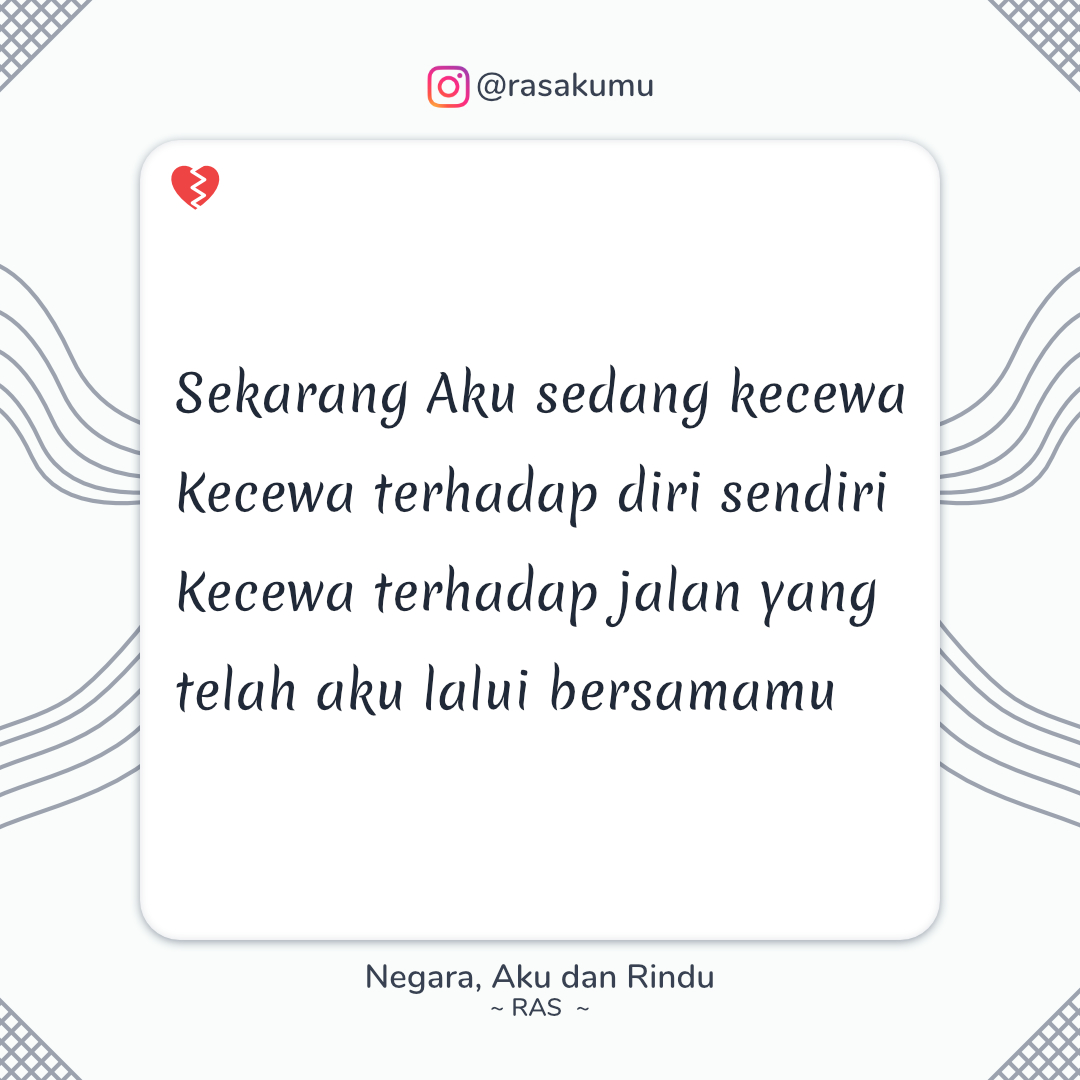 @rasakumu
Sekarang Aku sedang kecewa
Kecewa terhadap diri sendiri
Kecewa terhadap jalan yang
telah aku lalui bersamamu
Negara, Aku dan Rindu
~ RAS ~